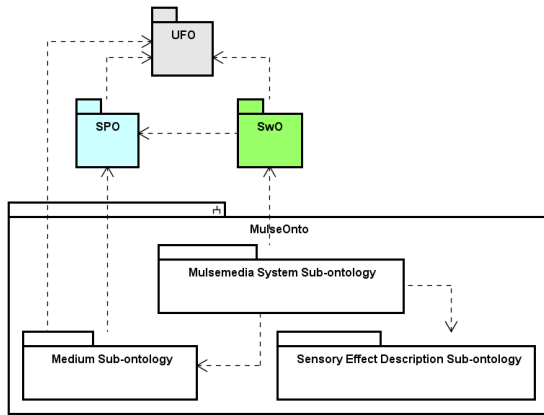 UFO
SPO
SwO
MulseOnto
Mulsemedia System Sub-ontology
Medium Sub-ontology
Sensory Effect Description Sub-ontology